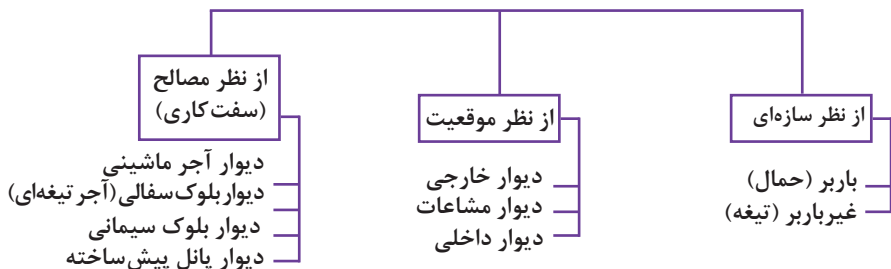 از نظر سازه‌ای
باربر (حمال)
غیرباربر (تیغه)
از نظر موقعیت
دیوار خارجی
دیوار مشاعات
دیوار داخلی
از نظر مصالح
(سفت‌کاری)
دیوار آجر ماشینی
دیوار بلوک سفالی (آجر تیغه‌ای)
دیوار بلوک سیمانی
دیوار پانل پیش‌ساخته